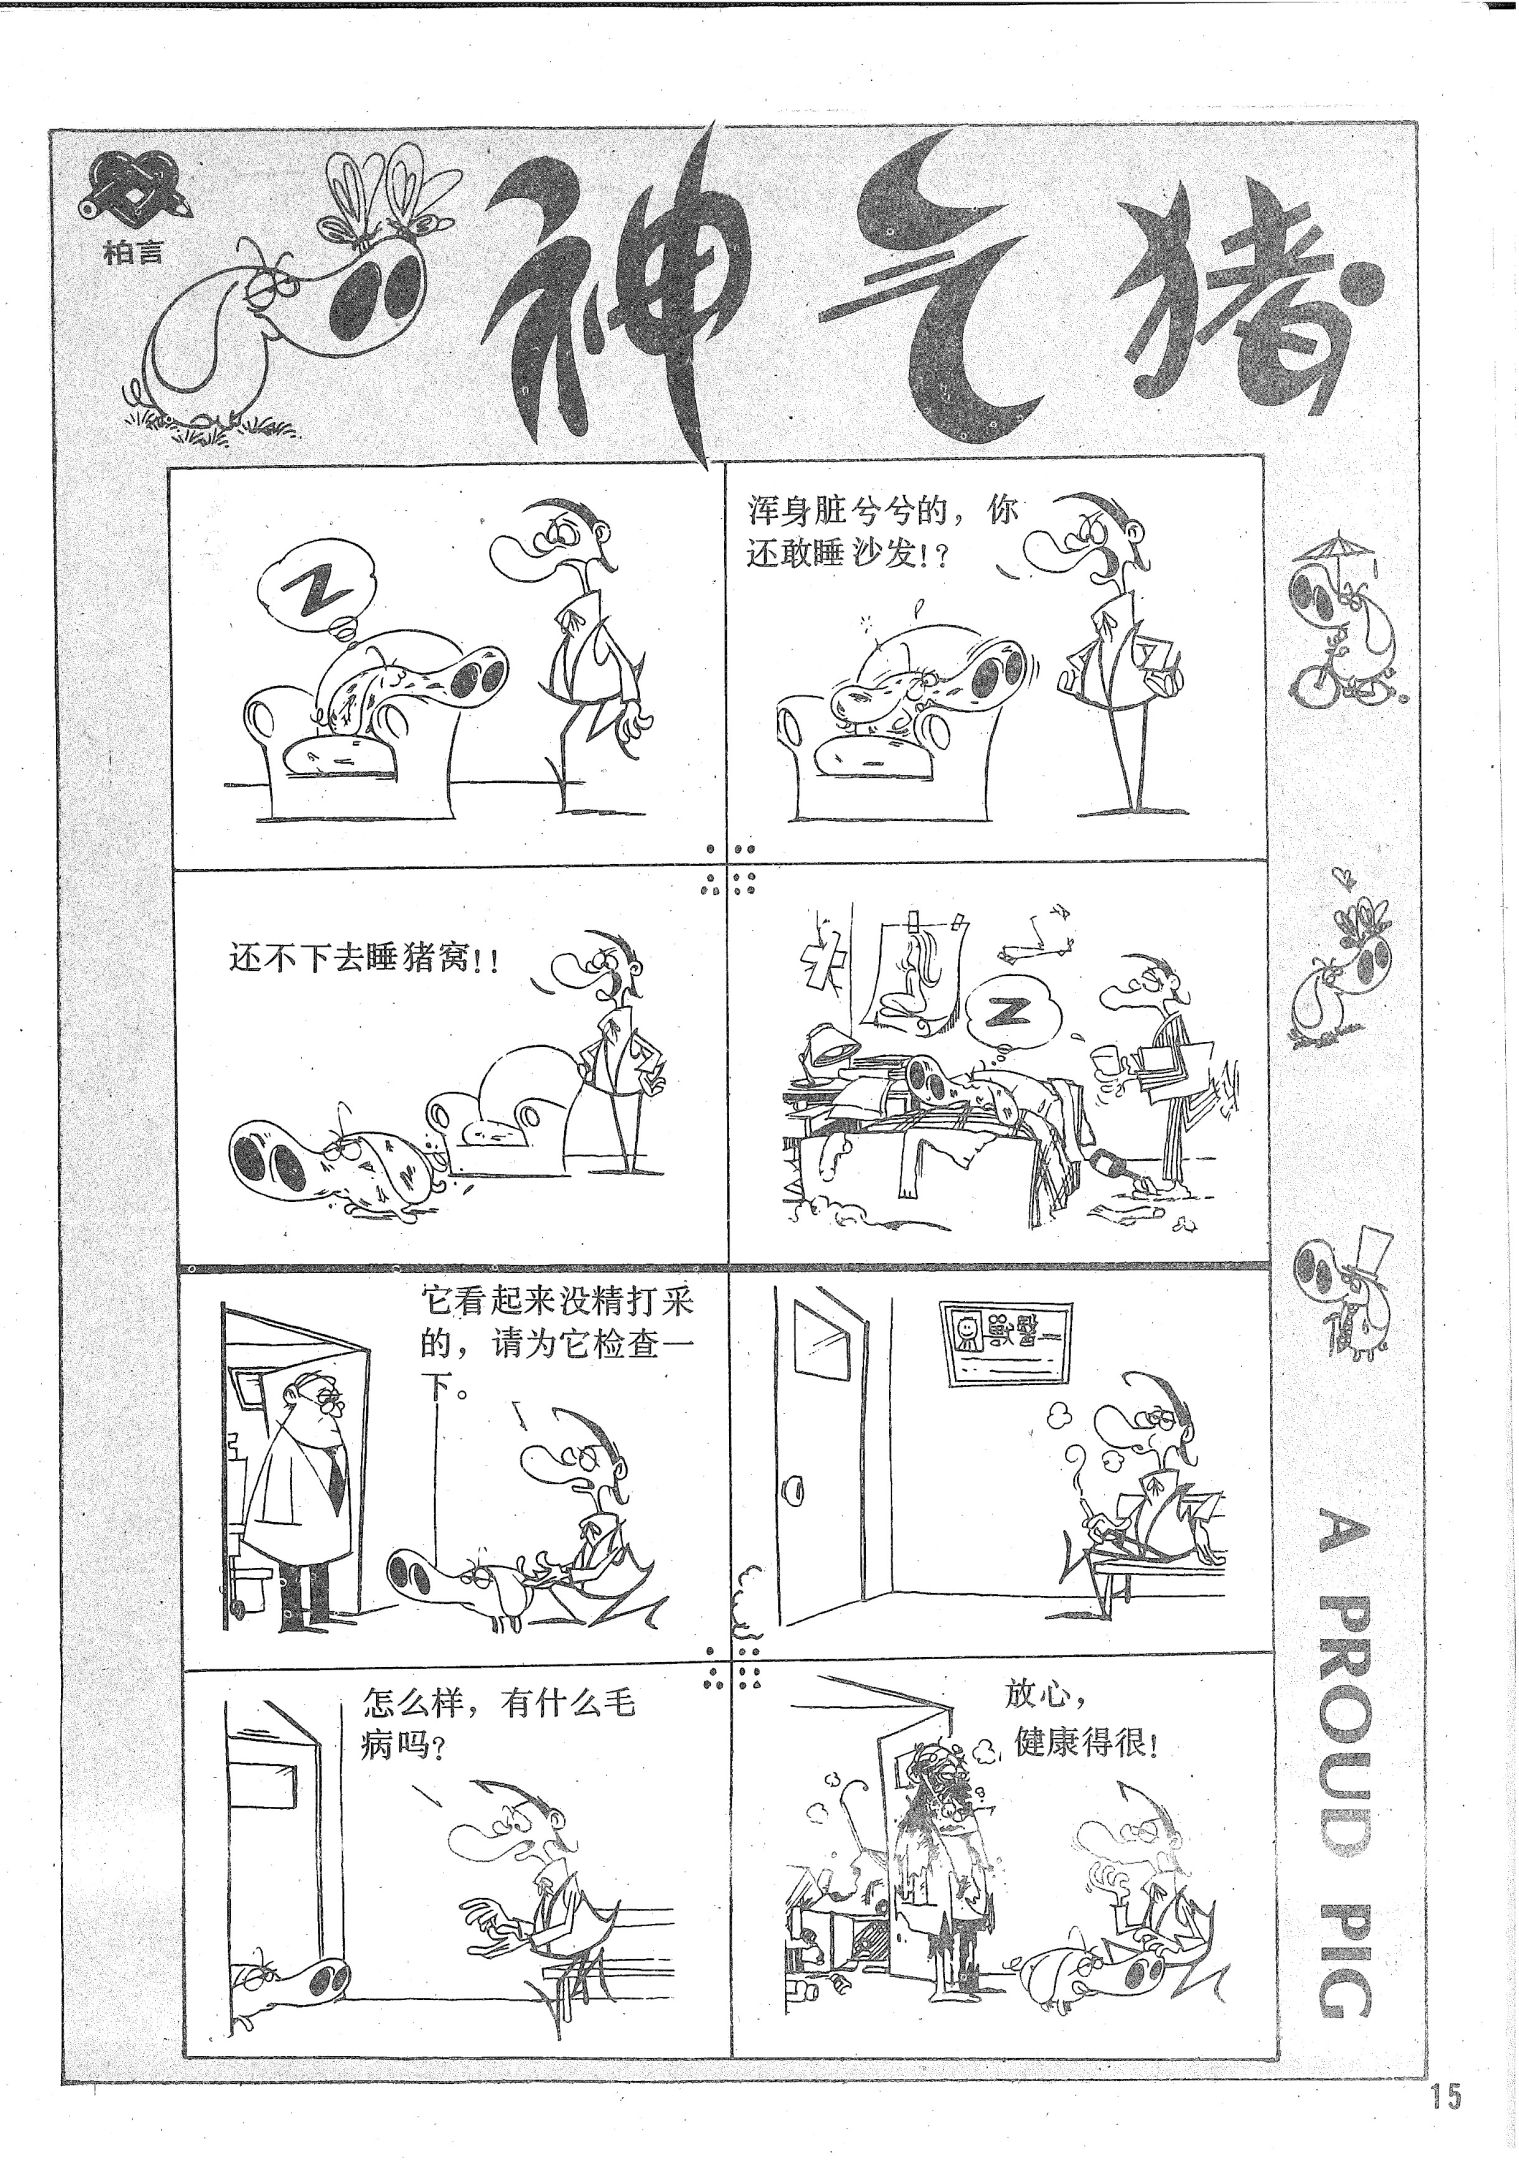 柏言
神气猪
Z
浑身脏兮兮的，你
还敢睡沙发!?
还不下去睡猪窝!!
Z
它看起来没精打采
的，请为它检查一
下。
獸醫
怎么样，有什么毛
病吗?
放心，
健康得很!
A PROUD PIG
15